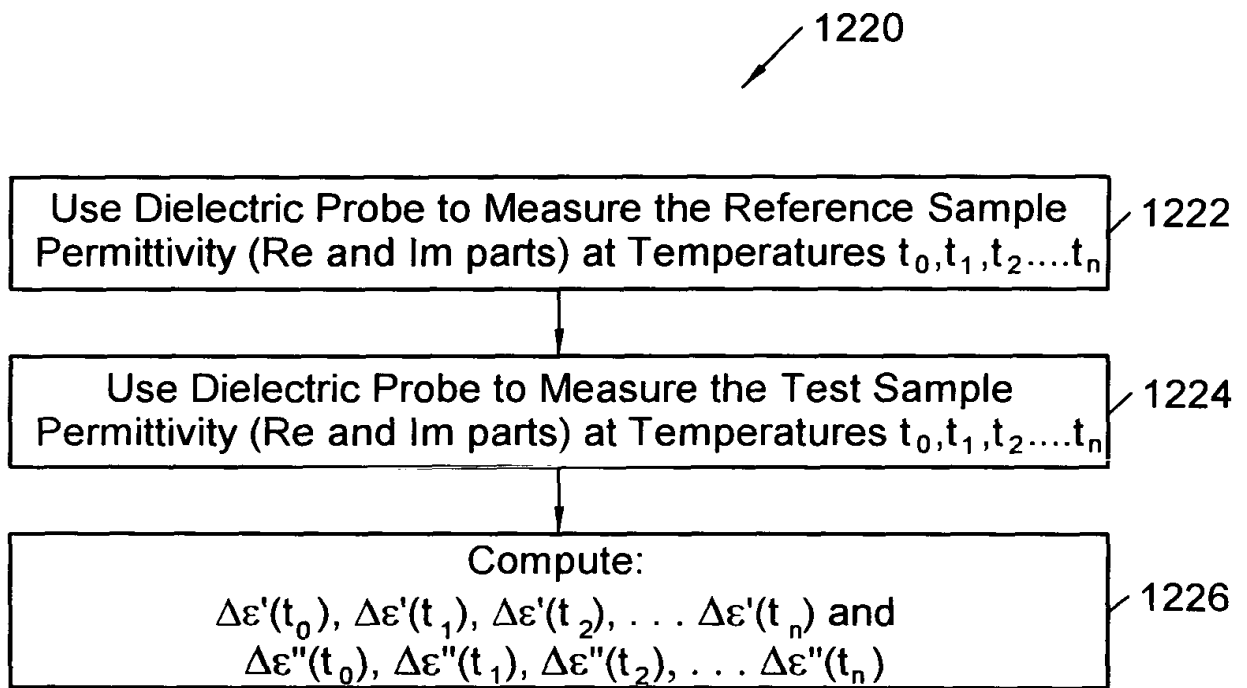 1220
Use Dielectric Probe to Measure the Reference Sample
Permittivity (Re and Im parts) at Temperatures t₀,t₁,t₂....tₙ
1222
Use Dielectric Probe to Measure the Test Sample
Permittivity (Re and Im parts) at Temperatures t₀,t₁,t₂....tₙ
1224
Compute:
Δε'(t₀), Δε'(t₁), Δε'(t₂), . . . Δε'(tₙ) and
Δε"(t₀), Δε"(t₁), Δε"(t₂), . . . Δε"(tₙ)
1226